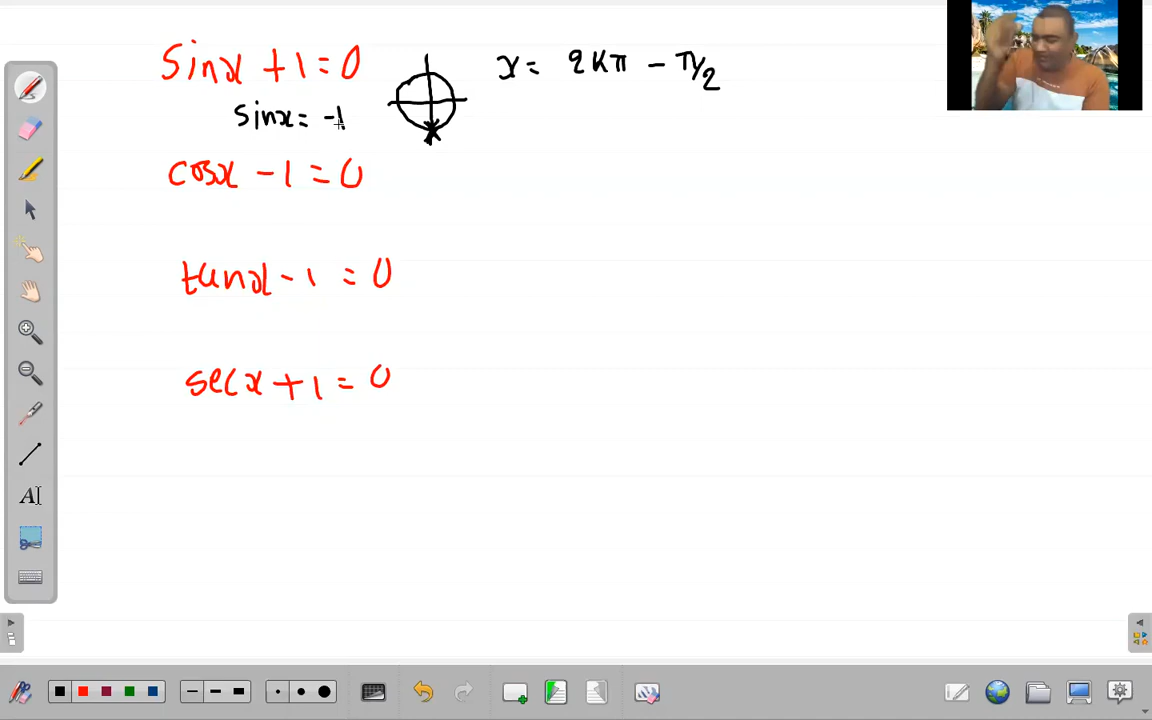 sinx + 1 = 0
x = 2Kπ - π/2
sinx = -1
cosx - 1 = 0
tanx - 1 = 0
secx + 1 = 0
A